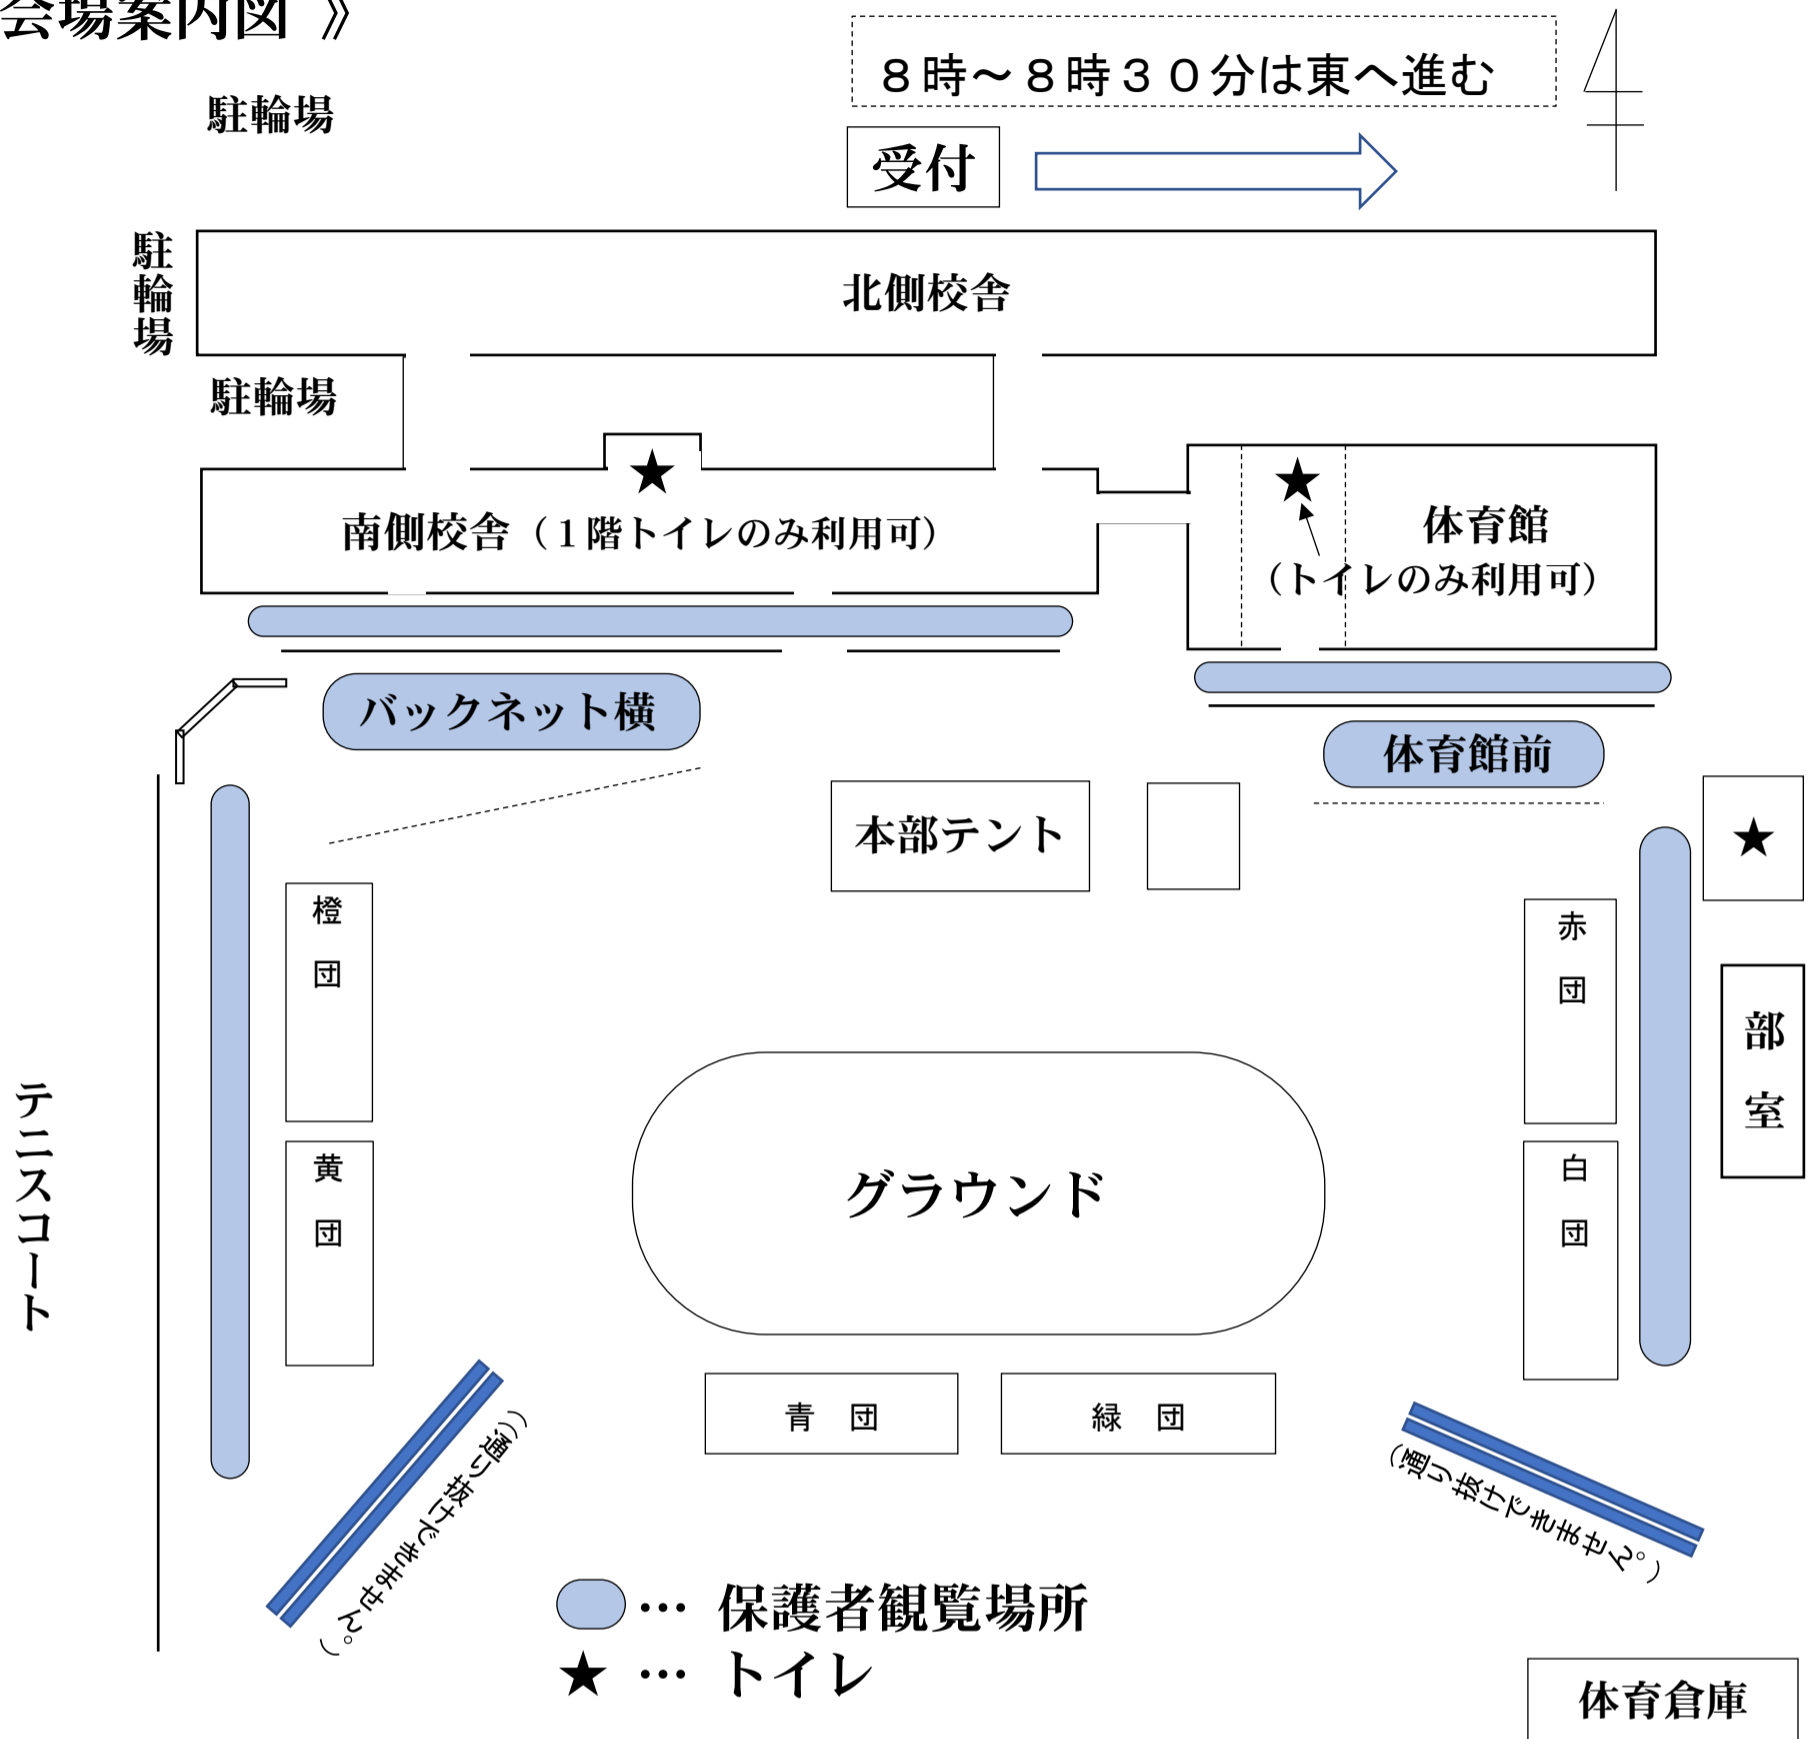 会場案内図 》
８時～８時３０分は東へ進む
駐輪場
受付
駐輪場
北側校舎
駐輪場
南側校舎（１階トイレのみ利用可）
体育館
（トイレのみ利用可）
バックネット横
体育館前
本部テント
橙団
赤団
部室
テニスコート
黄団
白団
グラウンド
青　団
緑　団
（通り抜けできません。）
（通り抜けできません。）
… 保護者観覧場所
★ … トイレ
体育倉庫